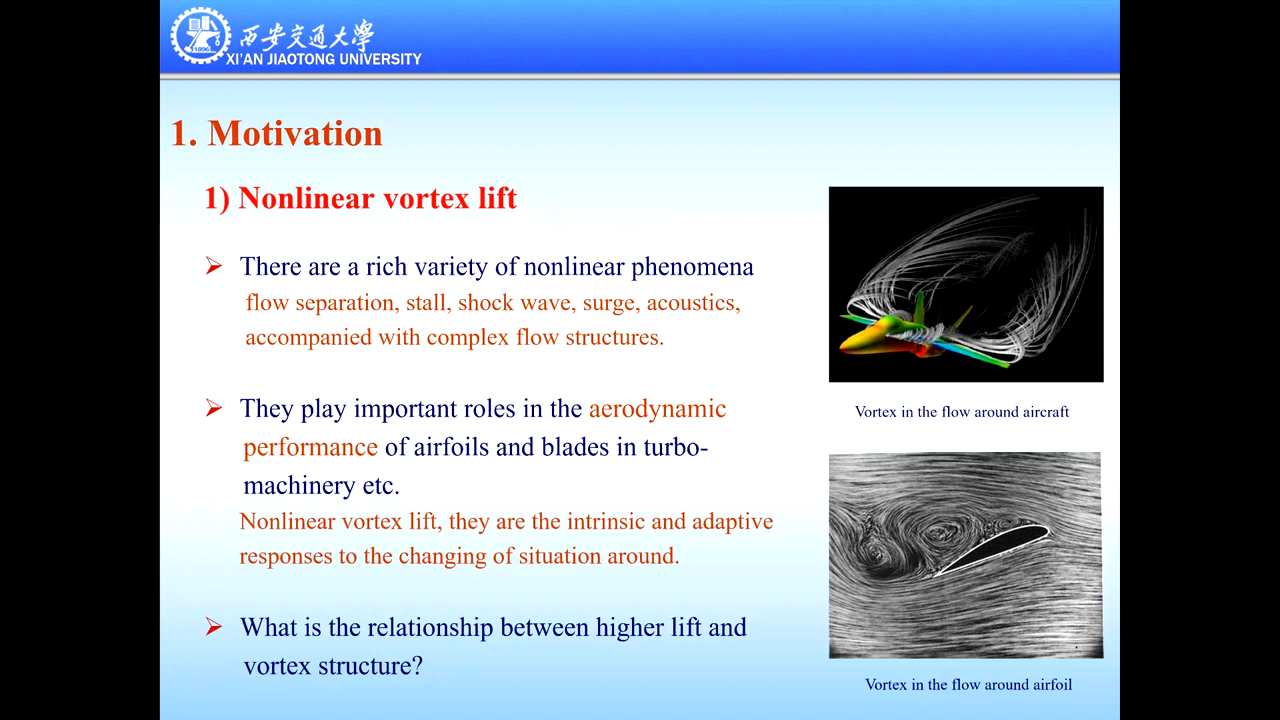 西安交通大學
1896
XI'AN JIAOTONG UNIVERSITY
1. Motivation
1) Nonlinear vortex lift
There are a rich variety of nonlinear phenomena
flow separation, stall, shock wave, surge, acoustics,
accompanied with complex flow structures.
They play important roles in the aerodynamic
performance of airfoils and blades in turbo-
machinery etc.
Nonlinear vortex lift, they are the intrinsic and adaptive
responses to the changing of situation around.
What is the relationship between higher lift and
vortex structure?
Vortex in the flow around aircraft
Vortex in the flow around airfoil